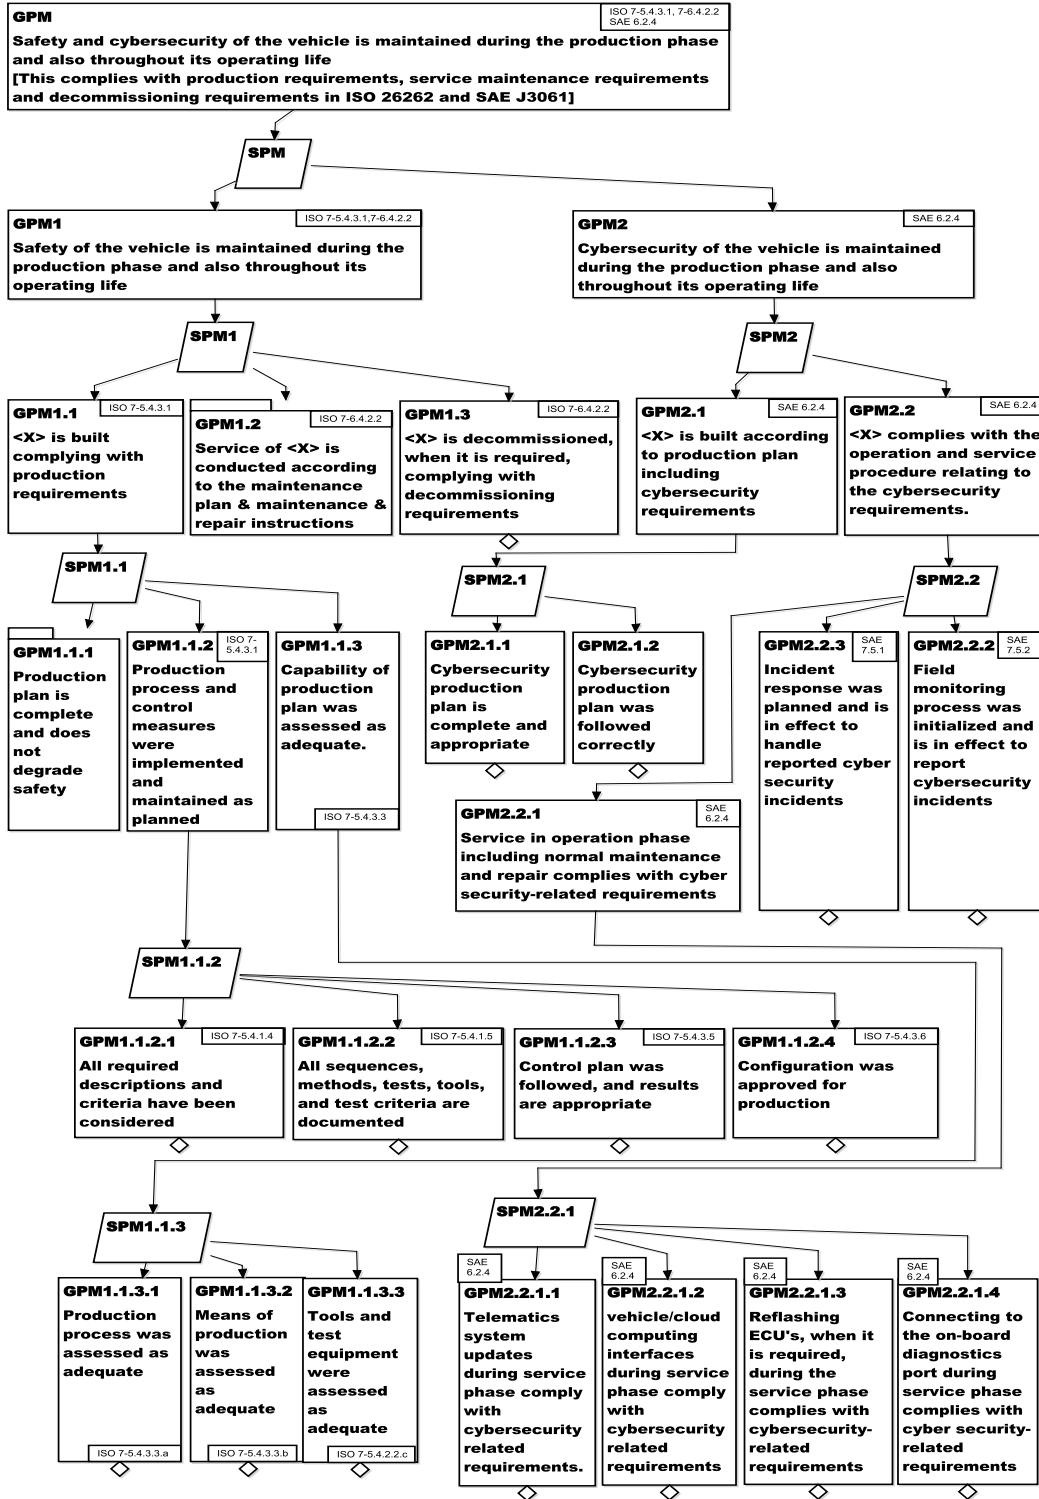 GPM
ISO 7-5.4.3.1, 7-6.4.2.2
SAE 6.2.4
Safety and cybersecurity of the vehicle is maintained during the production phase
and also throughout its operating life
[This complies with production requirements, service maintenance requirements
and decommissioning requirements in ISO 26262 and SAE J3061]
SPM
GPM1
ISO 7-5.4.3.1,7-6.4.2.2
Safety of the vehicle is maintained during the
production phase and also throughout its
operating life
GPM2
SAE 6.2.4
Cybersecurity of the vehicle is maintained
during the production phase and also
throughout its operating life
SPM1
SPM2
GPM1.1
ISO 7-5.4.3.1
<X> is built
complying with
production
requirements
GPM1.2
ISO 7-6.4.2.2
Service of <X> is
conducted according
to the maintenance
plan & maintenance &
repair instructions
GPM1.3
ISO 7-6.4.2.2
<X> is decommissioned,
when it is required,
complying with
decommissioning
requirements
GPM2.1
SAE 6.2.4
<X> is built according
to production plan
including
cybersecurity
requirements
GPM2.2
SAE 6.2.4
<X> complies with the
operation and service
procedure relating to
the cybersecurity
requirements.
SPM1.1
SPM2.1
SPM2.2
GPM1.1.1
Production
plan is
complete
and does
not
degrade
safety
GPM1.1.2
ISO 7-
5.4.3.1
Production
process and
control
measures
were
implemented
and
maintained as
planned
GPM1.1.3
Capability of
production
plan was
assessed as
adequate.
ISO 7-5.4.3.3
GPM2.1.1
Cybersecurity
production
plan is
complete and
appropriate
GPM2.1.2
Cybersecurity
production
plan was
followed
correctly
GPM2.2.3
SAE
7.5.1
Incident
response was
planned and is
in effect to
handle
reported cyber
security
incidents
GPM2.2.2
SAE
7.5.2
Field
monitoring
process was
initialized and
is in effect to
report
cybersecurity
incidents
GPM2.2.1
SAE
6.2.4
Service in operation phase
including normal maintenance
and repair complies with cyber
security-related requirements
SPM1.1.2
GPM1.1.2.1
ISO 7-5.4.1.4
All required
descriptions and
criteria have been
considered
GPM1.1.2.2
ISO 7-5.4.1.5
All sequences,
methods, tests, tools,
and test criteria are
documented
GPM1.1.2.3
ISO 7-5.4.3.5
Control plan was
followed, and results
are appropriate
GPM1.1.2.4
ISO 7-5.4.3.6
Configuration was
approved for
production
SPM1.1.3
SPM2.2.1
GPM1.1.3.1
Production
process was
assessed as
adequate
ISO 7-5.4.3.3.a
GPM1.1.3.2
Means of
production
was
assessed
as
adequate
ISO 7-5.4.3.3.b
GPM1.1.3.3
Tools and
test
equipment
were
assessed
as
adequate
ISO 7-5.4.2.2.c
SAE
6.2.4
GPM2.2.1.1
Telematics
system
updates
during service
phase comply
with
cybersecurity
related
requirements.
SAE
6.2.4
GPM2.2.1.2
vehicle/cloud
computing
interfaces
during service
phase comply
with
cybersecurity
related
requirements
SAE
6.2.4
GPM2.2.1.3
Reflashing
ECU's, when it
is required,
during the
service phase
complies with
cybersecurity-
related
requirements
SAE
6.2.4
GPM2.2.1.4
Connecting to
the on-board
diagnostics
port during
service phase
complies with
cyber security-
related
requirements